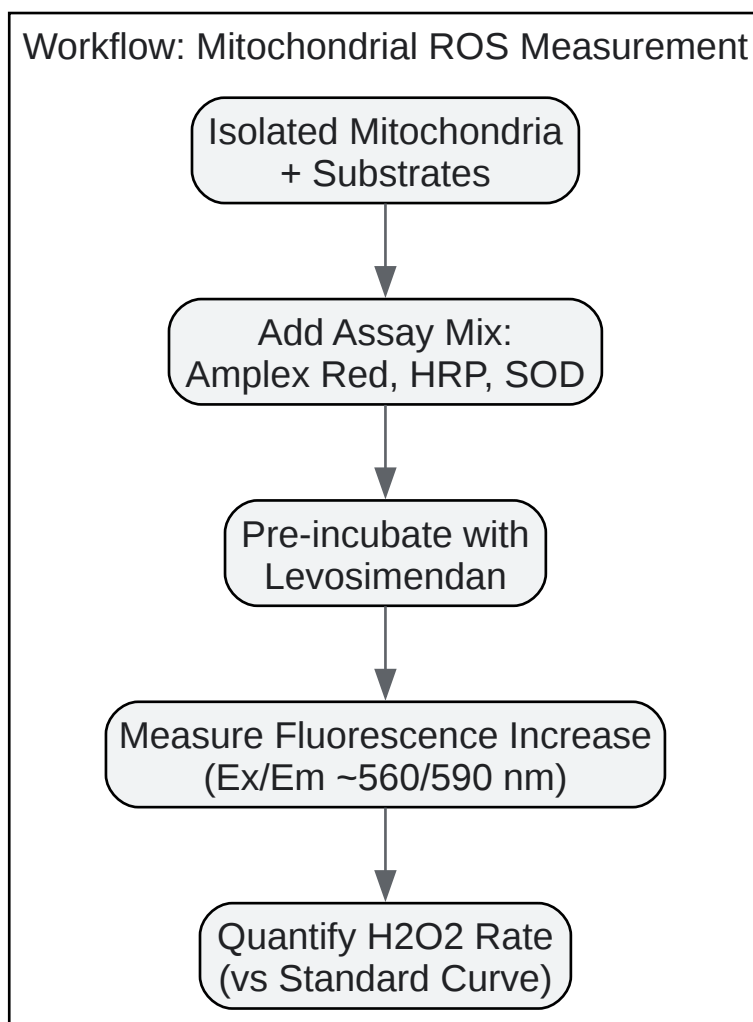 Workflow: Mitochondrial ROS Measurement
Isolated Mitochondria
+ Substrates
Add Assay Mix:
Amplex Red, HRP, SOD
Pre-incubate with
Levosimendan
Measure Fluorescence Increase
(Ex/Em ~560/590 nm)
Quantify H2O2 Rate
(vs Standard Curve)